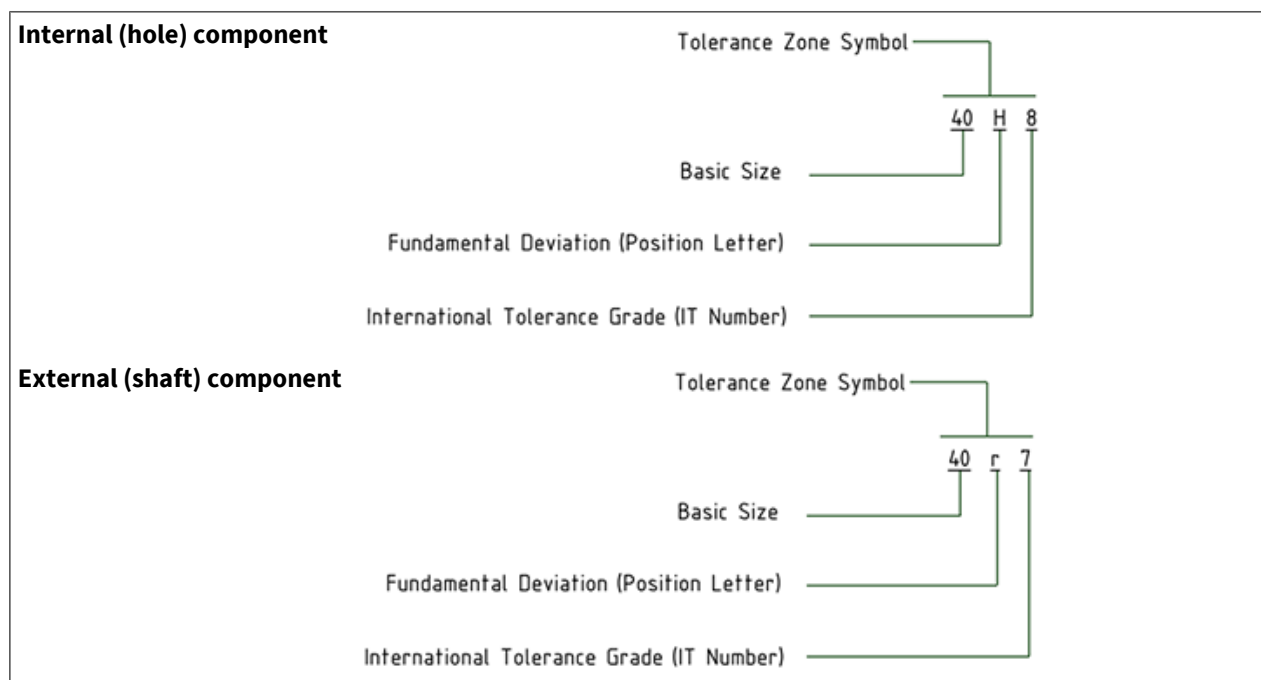 Internal (hole) component
Tolerance Zone Symbol
40 H 8
Basic Size
Fundamental Deviation (Position Letter)
International Tolerance Grade (IT Number)
External (shaft) component
Tolerance Zone Symbol
40 r 7
Basic Size
Fundamental Deviation (Position Letter)
International Tolerance Grade (IT Number)